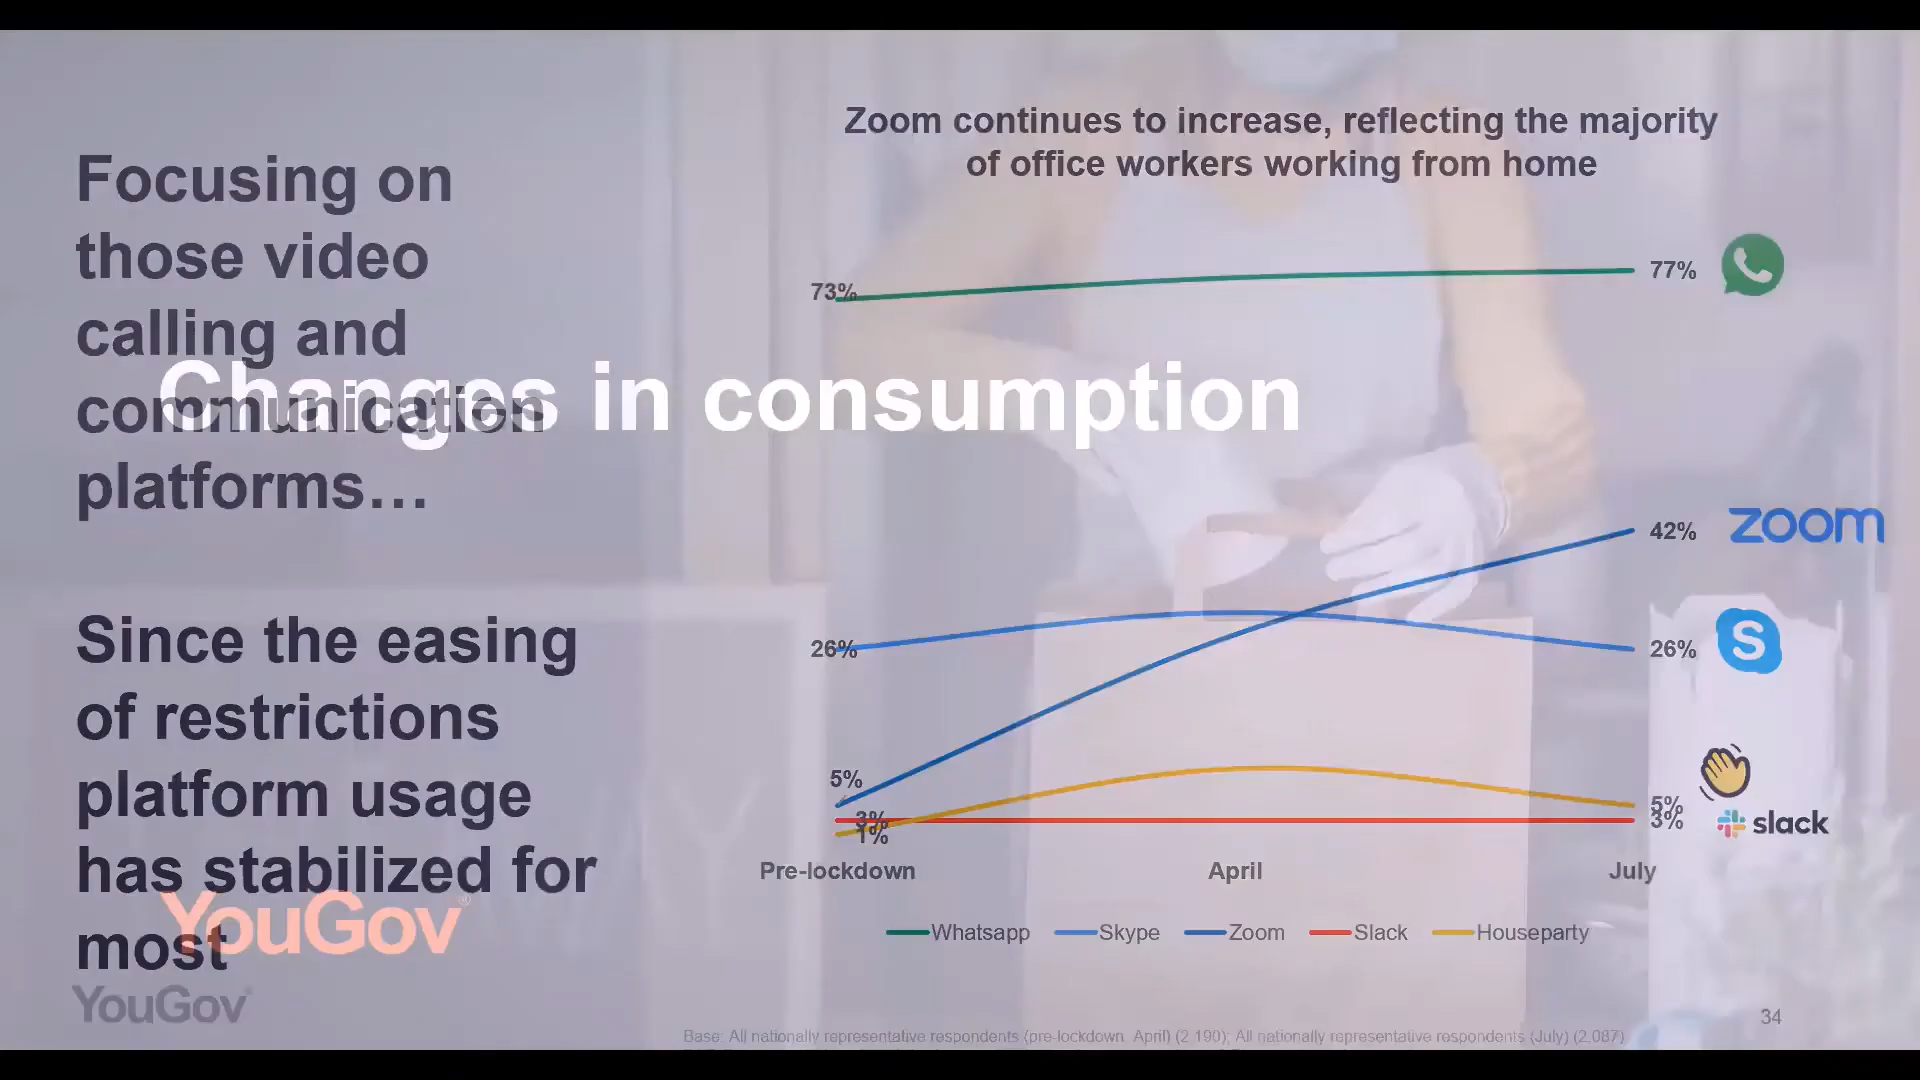 Zoom continues to increase, reflecting the majority
of office workers working from home
Focusing on
those video
calling and
communication
platforms…
Since the easing
of restrictions
platform usage
has stabilized for
most
Changes in consumption
YouGov®
YouGov
73%
77%
42%
zoom
26%
26%
5%
3%
1%
5%
3%
slack
Pre-lockdown April July
Whatsapp Skype Zoom Slack Houseparty
34
Base: All nationally representative respondents (pre-lockdown, April) (2,190); All nationally representative respondents (July) (2,087)